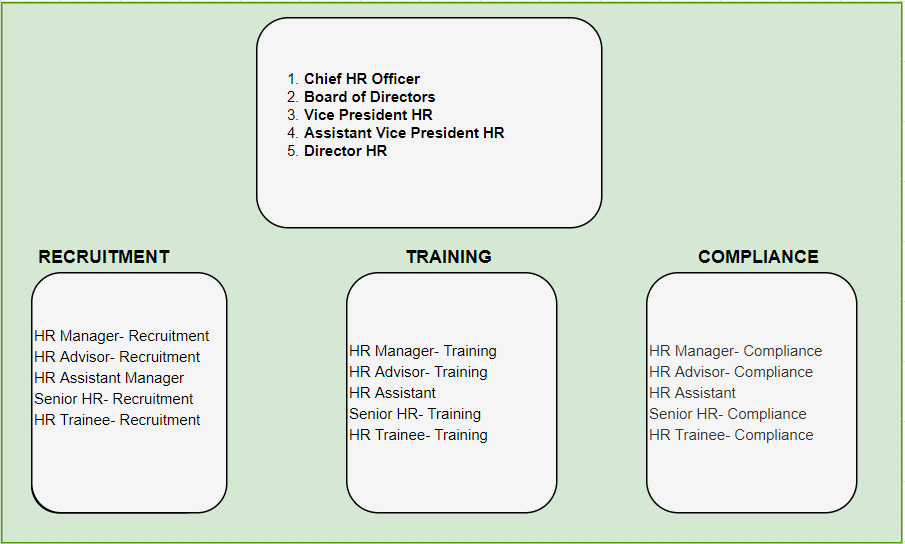 1. Chief HR Officer
2. Board of Directors
3. Vice President HR
4. Assistant Vice President HR
5. Director HR
RECRUITMENT
HR Manager- Recruitment
HR Advisor- Recruitment
HR Assistant Manager
Senior HR- Recruitment
HR Trainee- Recruitment
TRAINING
HR Manager- Training
HR Advisor- Training
HR Assistant
Senior HR- Training
HR Trainee- Training
COMPLIANCE
HR Manager- Compliance
HR Advisor- Compliance
HR Assistant
Senior HR- Compliance
HR Trainee- Compliance